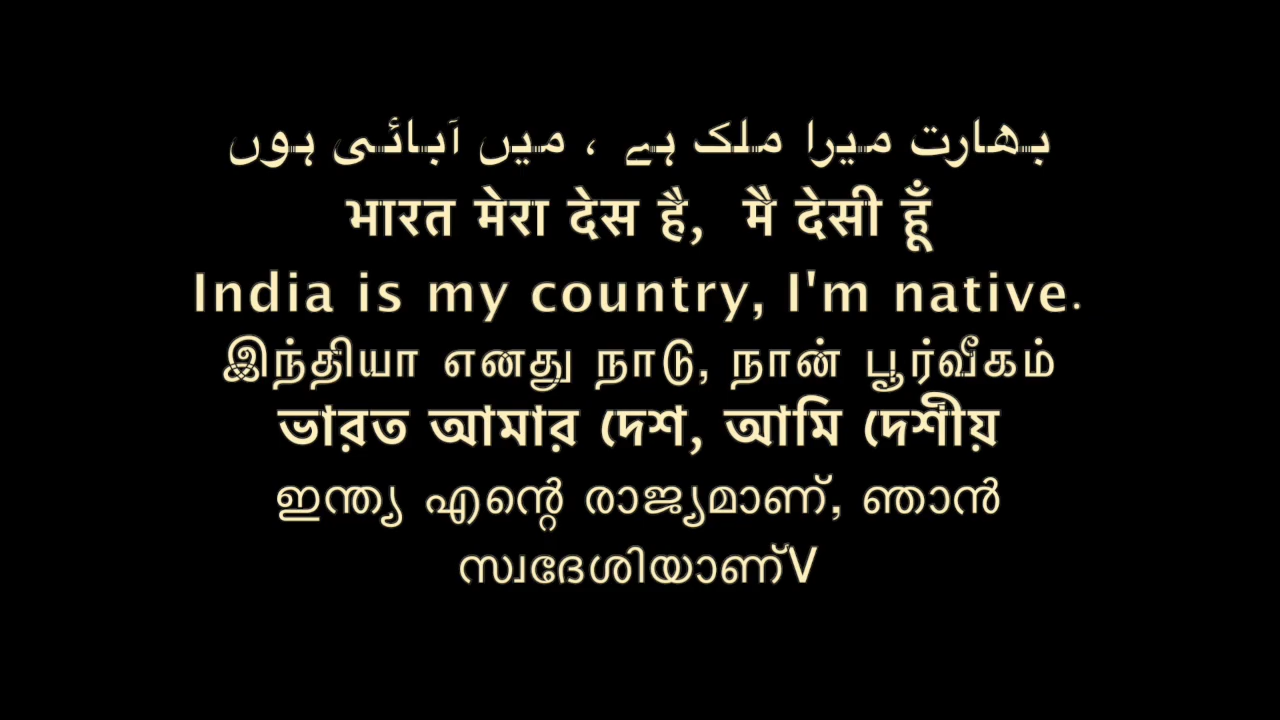 بھارت میرا ملک ہے ، میں آبائی ہوں
भारत मेरा देस है, मै देसी हूँ
India is my country, I'm native.
இந்தியா எனது நாடு, நான் பூர்வீகம்
ভারত আমার দেশ, আমি দেশীয়
ഇന്ത്യ എന്റെ രാജ്യമാണ്, ഞാൻ
സ്വദേശിയാണ്V